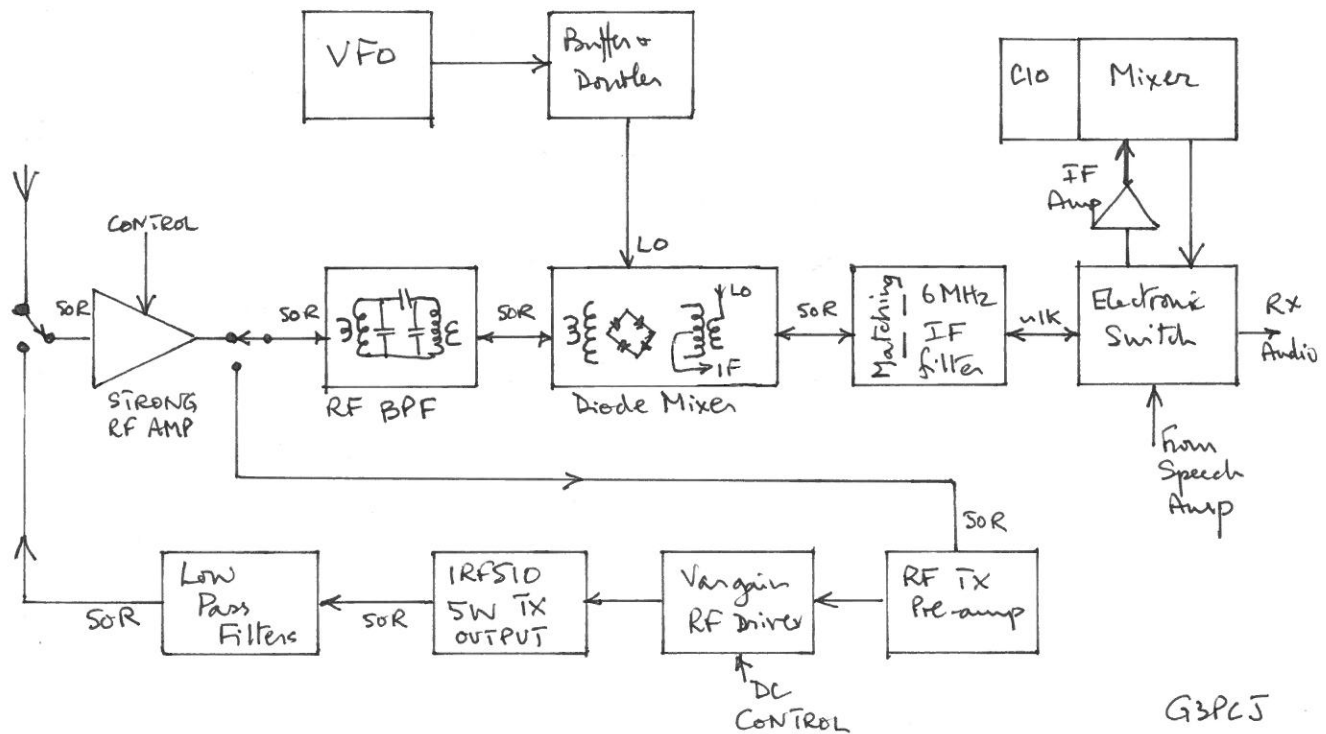 VFO
Buffer &
Doubler
CIO
Mixer
IF
Amp
CONTROL
LO
50R
STRONG
RF AMP
50R
RF BPF
50R
LO
IF
Diode Mixer
50R
Matching
6MHz
IF
filter
~1K
Electronic
Switch
Rx
Audio
From
Speech
Amp
50R
Low
Pass
Filters
50R
50R
IRF510
5W TX
OUTPUT
Vargain
RF Driver
DC
CONTROL
RF TX
Pre-amp
G3PCJ